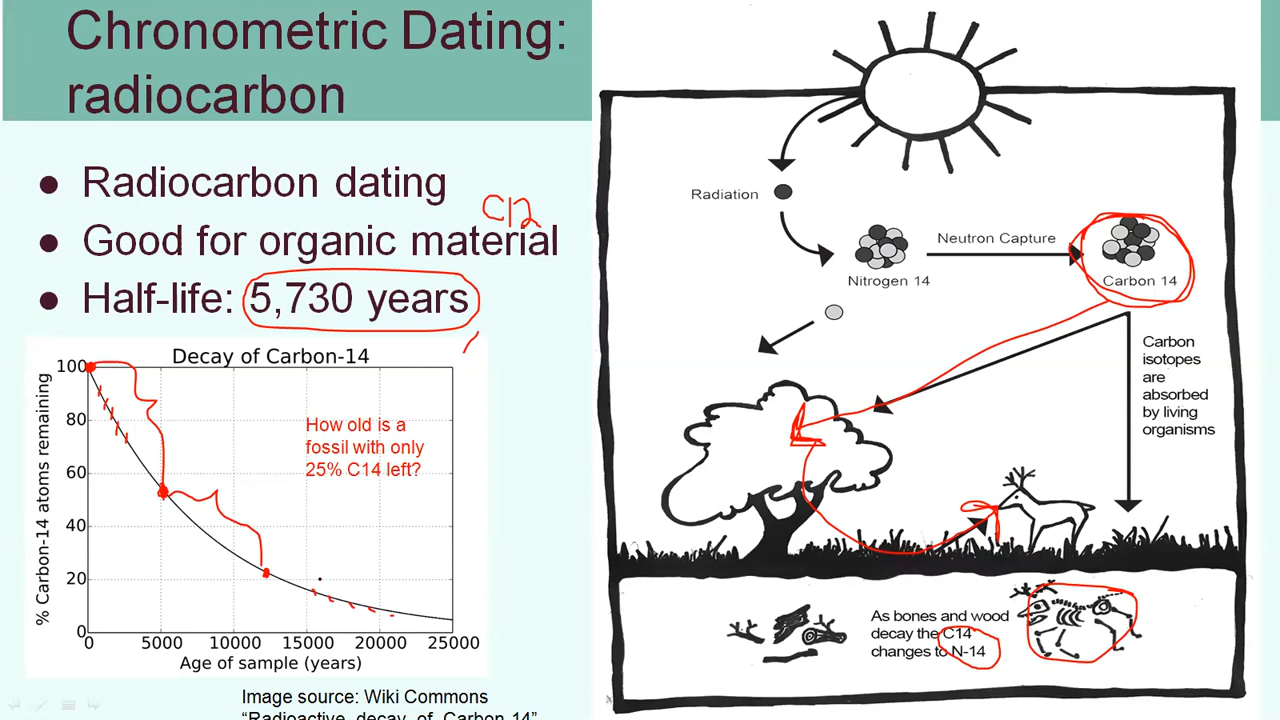 Chronometric Dating:
radiocarbon
● Radiocarbon dating
C12
● Good for organic material
● Half-life: 5,730 years
Decay of Carbon-14
% Carbon-14 atoms remaining
100
80
60
40
20
0
How old is a
fossil with only
25% C14 left?
0 5000 10000 15000 20000 25000
Age of sample (years)
Image source: Wiki Commons
"Radioactive decay of Carbon-14"
Radiation
Nitrogen 14
Neutron Capture
Carbon 14
Carbon
isotopes
are
absorbed
by living
organisms
As bones and wood
decay the C14
changes to N-14